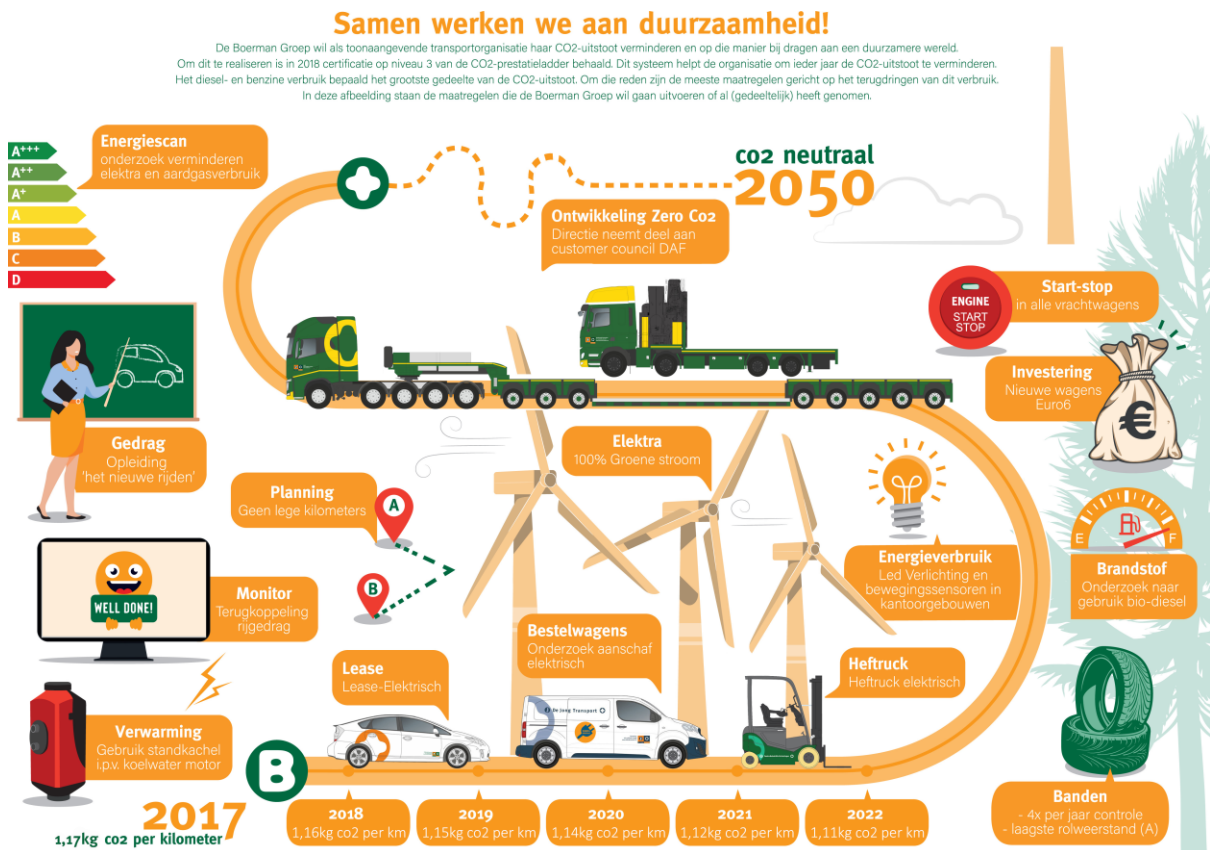 Samen werken we aan duurzaamheid!
De Boerman Groep wil als toonaangevende transportorganisatie haar CO2-uitstoot verminderen en op die manier bij dragen aan een duurzamere wereld.
Om dit te realiseren is in 2018 certificatie op niveau 3 van de CO2-prestatieladder behaald. Dit systeem helpt de organisatie om ieder jaar de CO2-uitstoot te verminderen.
Het diesel- en benzine verbruik bepaald het grootste gedeelte van de CO2-uitstoot. Om die reden zijn de meeste maatregelen gericht op het terugdringen van dit verbruik.
In deze afbeelding staan de maatregelen die de Boerman Groep wil gaan uitvoeren of al (gedeeltelijk) heeft genomen.
A+++
A++
A+
A
B
C
D
Energiescan
onderzoek verminderen
elektra en aardgasverbruik
co2 neutraal
2050
Ontwikkeling Zero Co2
Directie neemt deel aan
customer council DAF
ENGINE
START
STOP
Start-stop
in alle vrachtwagens
Investering
Nieuwe wagens
Euro6
€
Gedrag
Opleiding
'het nieuwe rijden'
Elektra
100% Groene stroom
Planning
Geen lege kilometers
A
B
Energieverbruik
Led Verlichting en
bewegingssensoren in
kantoorgebouwen
E
F
Brandstof
Onderzoek naar
gebruik bio-diesel
WELL DONE!
Monitor
Terugkoppeling
rijgedrag
Bestelwagens
Onderzoek aanschaf
elektrisch
Lease
Lease-Elektrisch
Heftruck
Heftruck elektrisch
De Jong Transport
Verwarming
Gebruik standkachel
i.p.v. koelwater motor
B
Banden
- 4x per jaar controle
- laagste rolweerstand (A)
2017
1,17kg co2 per kilometer
2018
1,16kg co2 per km
2019
1,15kg co2 per km
2020
1,14kg co2 per km
2021
1,12kg co2 per km
2022
1,11kg co2 per km